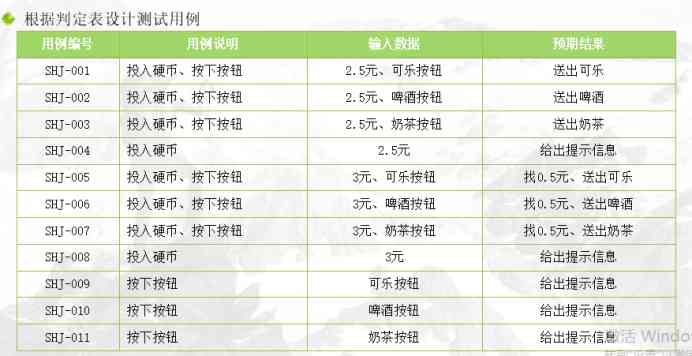 根据判定表设计测试用例
用例编号 用例说明 输入数据 预期结果
SHJ-001 投入硬币、按下按钮 2.5元、可乐按钮 送出可乐
SHJ-002 投入硬币、按下按钮 2.5元、啤酒按钮 送出啤酒
SHJ-003 投入硬币、按下按钮 2.5元、奶茶按钮 送出奶茶
SHJ-004 投入硬币 2.5元 给出提示信息
SHJ-005 投入硬币、按下按钮 3元、可乐按钮 找0.5元、送出可乐
SHJ-006 投入硬币、按下按钮 3元、啤酒按钮 找0.5元、送出啤酒
SHJ-007 投入硬币、按下按钮 3元、奶茶按钮 找0.5元、送出奶茶
SHJ-008 投入硬币 3元 给出提示信息
SHJ-009 按下按钮 可乐按钮 给出提示信息
SHJ-010 按下按钮 啤酒按钮 给出提示信息
SHJ-011 按下按钮 奶茶按钮 给出提示信息
激活 Window